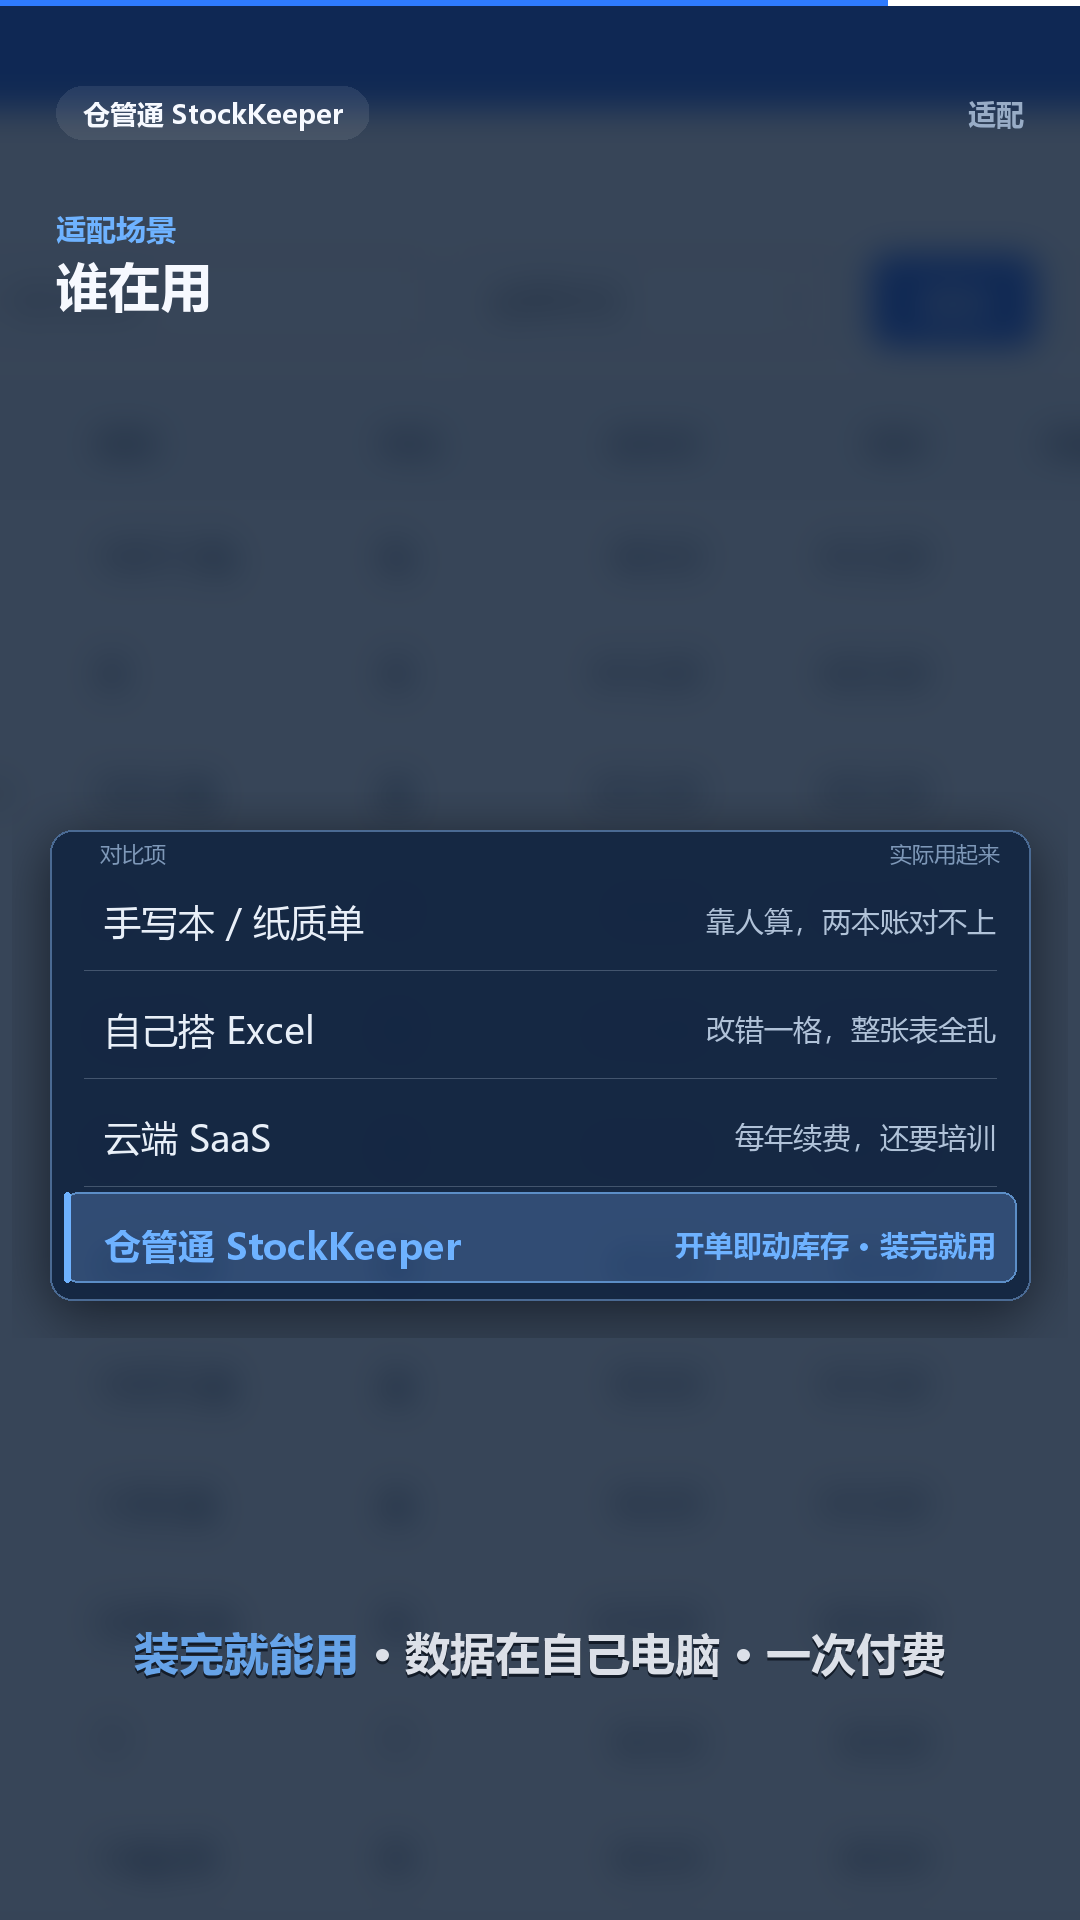 仓管通 StockKeeper
适配
适配场景
谁在用
对比项
实际用起来
手写本 / 纸质单
靠人算，两本账对不上
自己搭 Excel
改错一格，整张表全乱
云端 SaaS
每年续费，还要培训
仓管通 StockKeeper
开单即动库存·装完就用
装完就能用·数据在自己电脑·一次付费